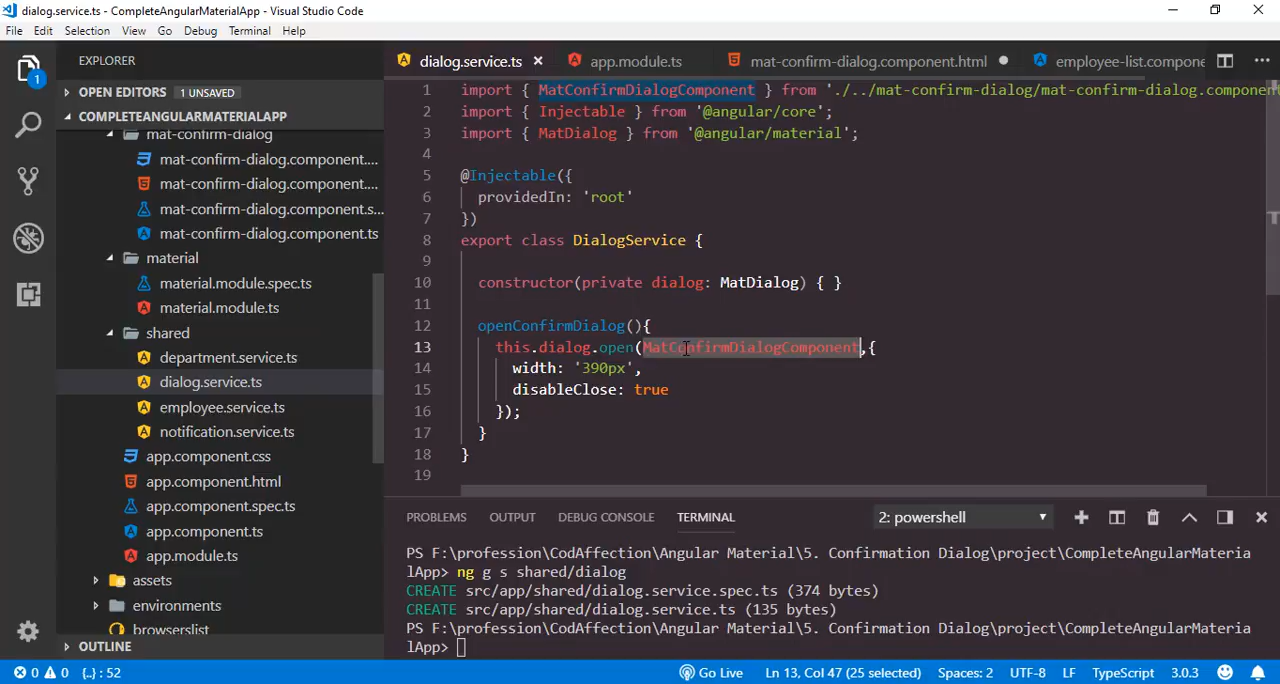 dialog.service.ts - CompleteAngularMaterialApp - Visual Studio Code
File Edit Selection View Go Debug Terminal Help
EXPLORER
OPEN EDITORS 1 UNSAVED
COMPLETEANGULARMATERIALAPP
mat-confirm-dialog
mat-confirm-dialog.component....
mat-confirm-dialog.component....
mat-confirm-dialog.component.s...
mat-confirm-dialog.component.ts
material
material.module.spec.ts
material.module.ts
shared
department.service.ts
dialog.service.ts
employee.service.ts
notification.service.ts
app.component.css
app.component.html
app.component.spec.ts
app.component.ts
app.module.ts
assets
environments
browserslist
OUTLINE
1
dialog.service.ts app.module.ts mat-confirm-dialog.component.html employee-list.compone
1 import { MatConfirmDialogComponent } from './../mat-confirm-dialog/mat-confirm-dialog.component
2 import { Injectable } from '@angular/core';
3 import { MatDialog } from '@angular/material';
4
5 @Injectable({
6 providedIn: 'root'
7 })
8 export class DialogService {
9
10 constructor(private dialog: MatDialog) { }
11
12 openConfirmDialog(){
13 this.dialog.open(MatConfirmDialogComponent,{
14 width: '390px',
15 disableClose: true
16 });
17 }
18 }
19
PROBLEMS OUTPUT DEBUG CONSOLE TERMINAL 2: powershell
PS F:\profession\CodAffection\Angular Material\5. Confirmation Dialog\project\CompleteAngularMateria
lApp> ng g s shared/dialog
CREATE src/app/shared/dialog.service.spec.ts (374 bytes)
CREATE src/app/shared/dialog.service.ts (135 bytes)
PS F:\profession\CodAffection\Angular Material\5. Confirmation Dialog\project\CompleteAngularMateria
lApp>
0 0 {..} : 52 Go Live Ln 13, Col 47 (25 selected) Spaces: 2 UTF-8 LF TypeScript 3.0.3